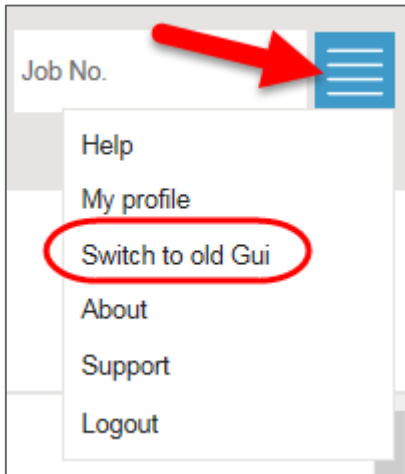 Job No.
Help
My profile
Switch to old Gui
About
Support
Logout